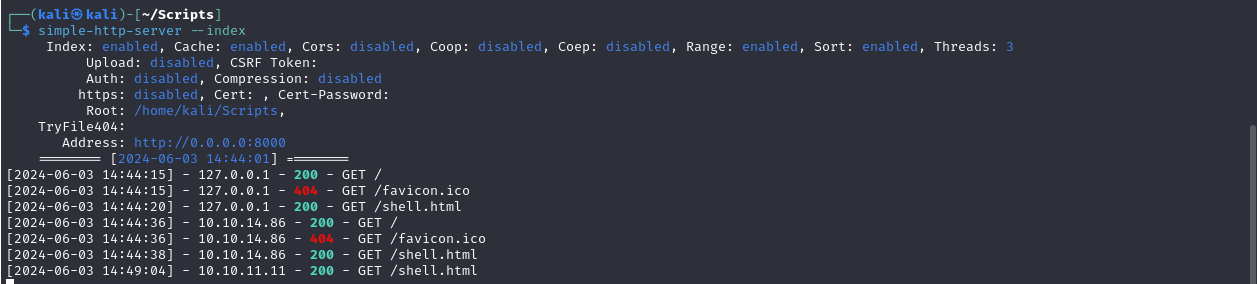 ┌──(kali㉿kali)-[~/Scripts]
└─$ simple-http-server --index
Index: enabled, Cache: enabled, Cors: disabled, Coop: disabled, Coep: disabled, Range: enabled, Sort: enabled, Threads: 3
Upload: disabled, CSRF Token:
Auth: disabled, Compression: disabled
https: disabled, Cert: , Cert-Password:
Root: /home/kali/Scripts,
TryFile404:
Address: http://0.0.0.0:8000
======== [2024-06-03 14:44:01] ========
[2024-06-03 14:44:15] - 127.0.0.1 - 200 - GET /
[2024-06-03 14:44:15] - 127.0.0.1 - 404 - GET /favicon.ico
[2024-06-03 14:44:20] - 127.0.0.1 - 200 - GET /shell.html
[2024-06-03 14:44:36] - 10.10.14.86 - 200 - GET /
[2024-06-03 14:44:36] - 10.10.14.86 - 404 - GET /favicon.ico
[2024-06-03 14:44:38] - 10.10.14.86 - 200 - GET /shell.html
[2024-06-03 14:49:04] - 10.10.11.11 - 200 - GET /shell.html